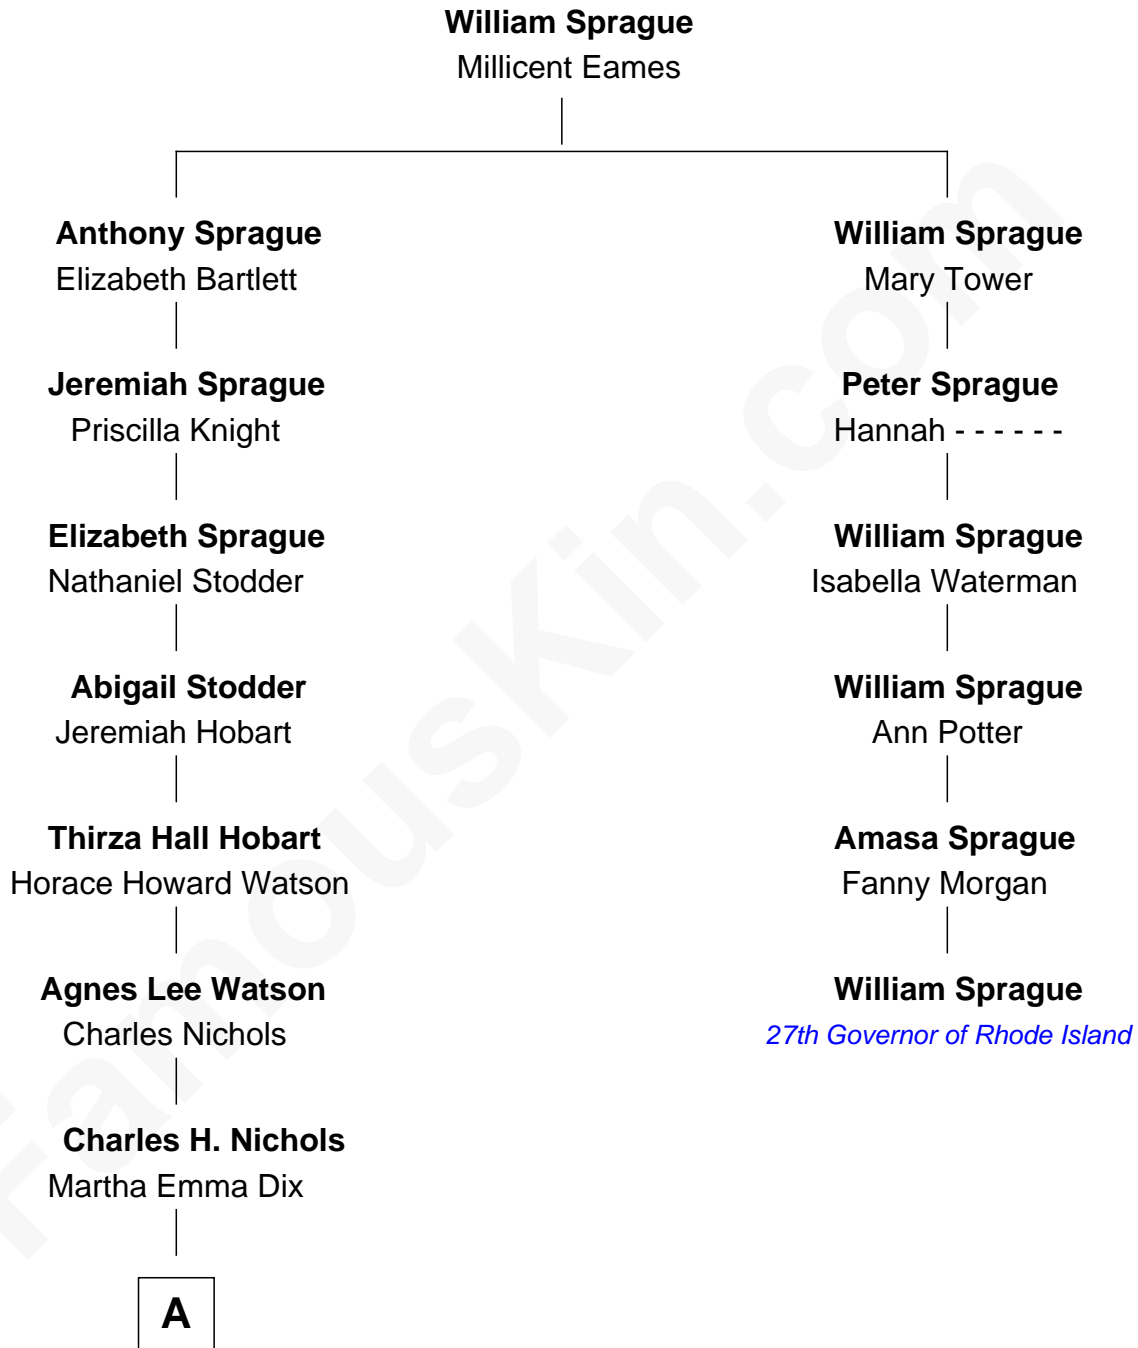 William Sprague
Millicent Eames
Anthony Sprague
Elizabeth Bartlett
William Sprague
Mary Tower
Jeremiah Sprague
Priscilla Knight
Peter Sprague
Hannah - - - - - -
Elizabeth Sprague
Nathaniel Stodder
William Sprague
Isabella Waterman
Abigail Stodder
Jeremiah Hobart
William Sprague
Ann Potter
Thirza Hall Hobart
Horace Howard Watson
Amasa Sprague
Fanny Morgan
Agnes Lee Watson
Charles Nichols
William Sprague
27th Governor of Rhode Island
Charles H. Nichols
Martha Emma Dix
A
FamousKin.com